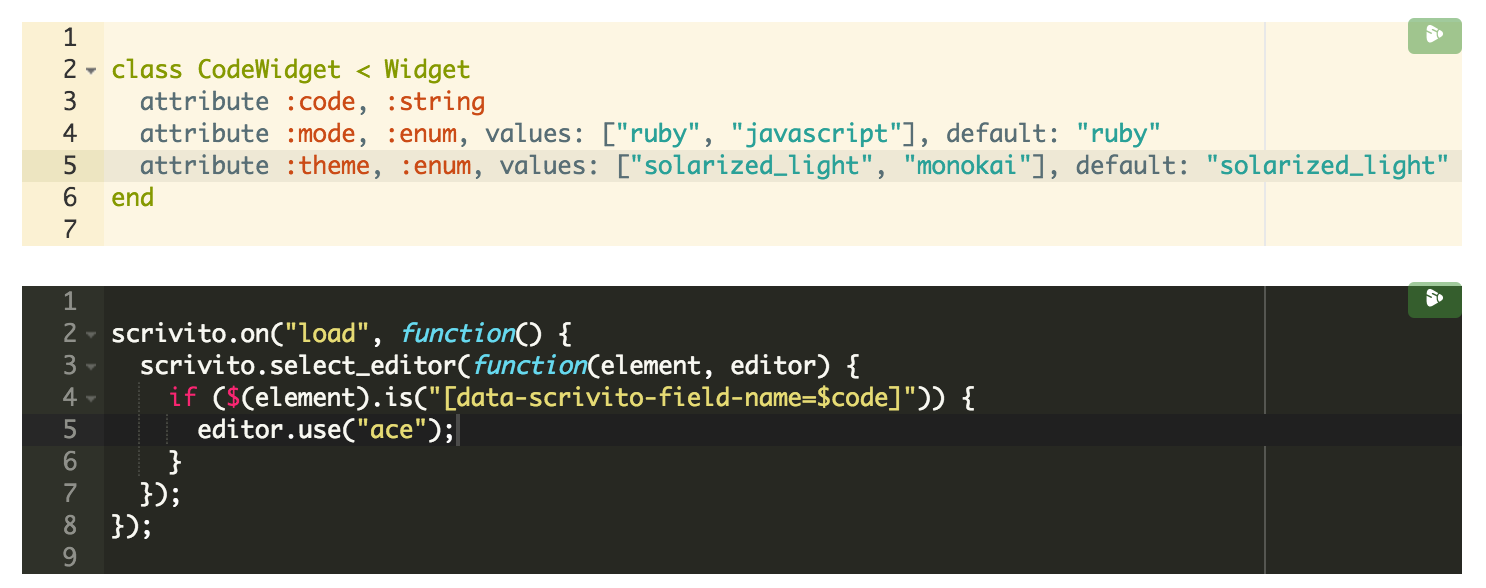 1
2 class CodeWidget < Widget
3   attribute :code, :string
4   attribute :mode, :enum, values: ["ruby", "javascript"], default: "ruby"
5   attribute :theme, :enum, values: ["solarized_light", "monokai"], default: "solarized_light"
6 end
7
1
2 scrivito.on("load", function() {
3   scrivito.select_editor(function(element, editor) {
4     if ($(element).is("[data-scrivito-field-name=$code]")) {
5       editor.use("ace");
6     }
7   });
8 });
9